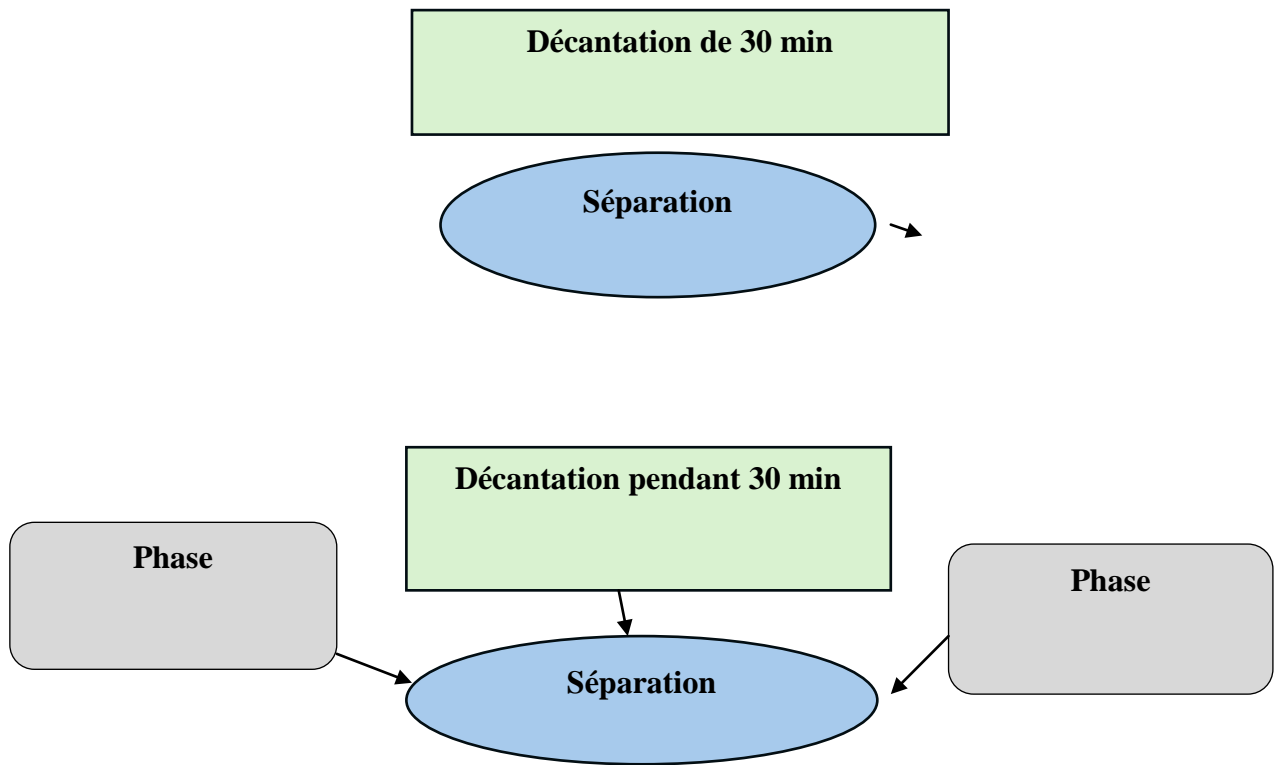 Décantation de 30 min
Séparation
Décantation pendant 30 min
Phase
Phase
Séparation